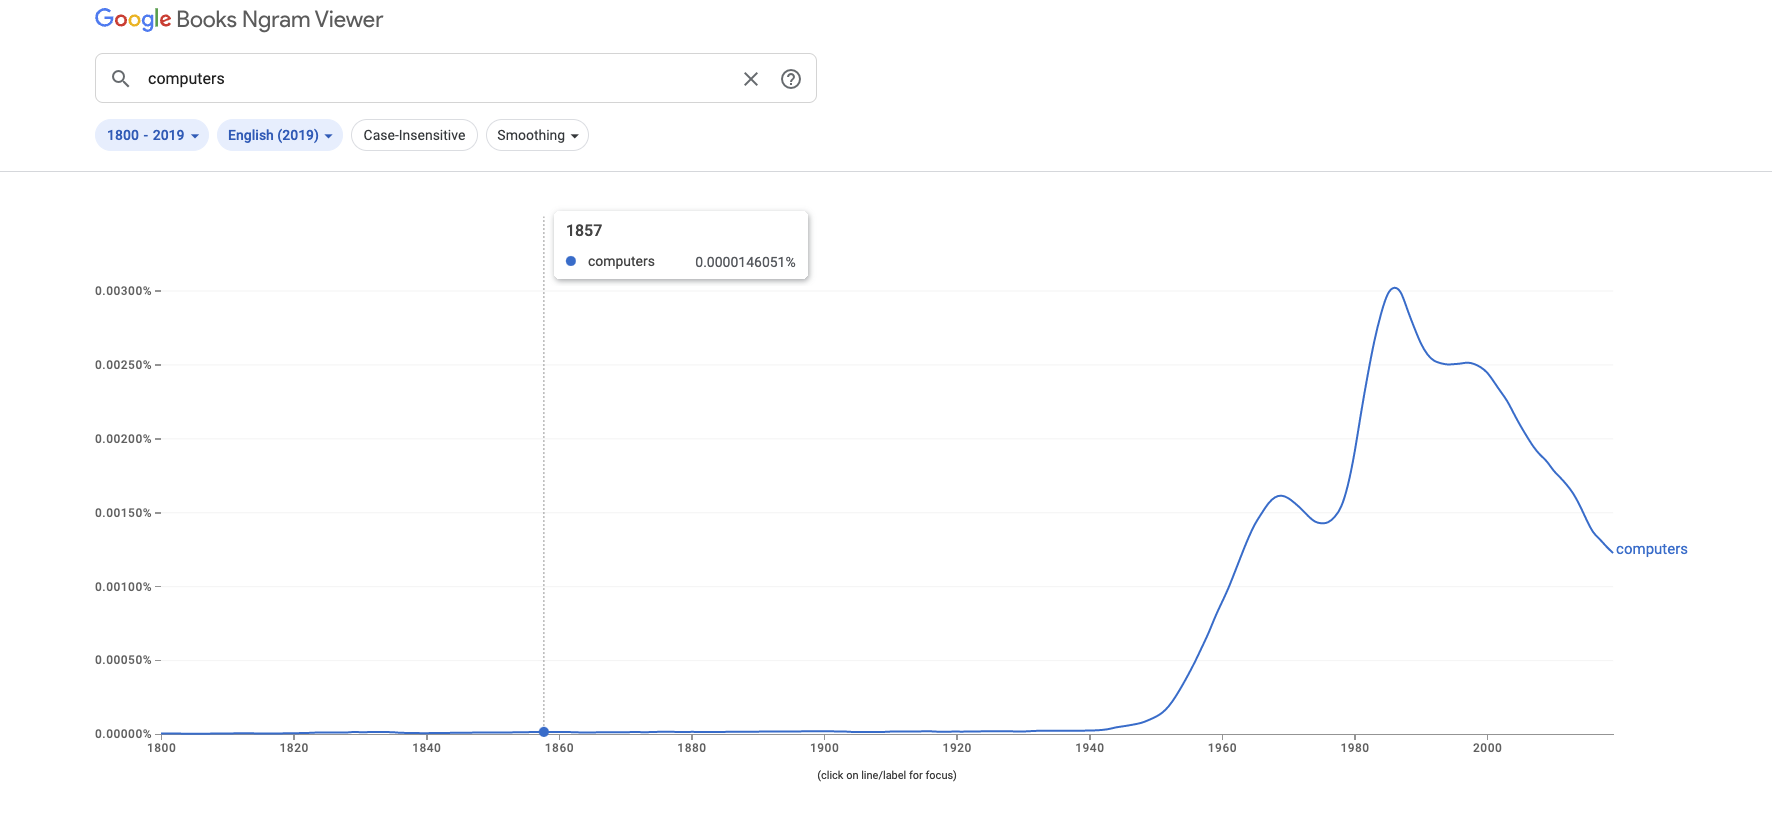 Google Books Ngram Viewer
computers
1800 - 2019 English (2019) Case-Insensitive Smoothing
1857
computers 0.0000146051%
0.00300%
0.00250%
0.00200%
0.00150%
computers
0.00100%
0.00050%
0.00000%
1800 1820 1840 1860 1880 1900 1920 1940 1960 1980 2000
(click on line/label for focus)